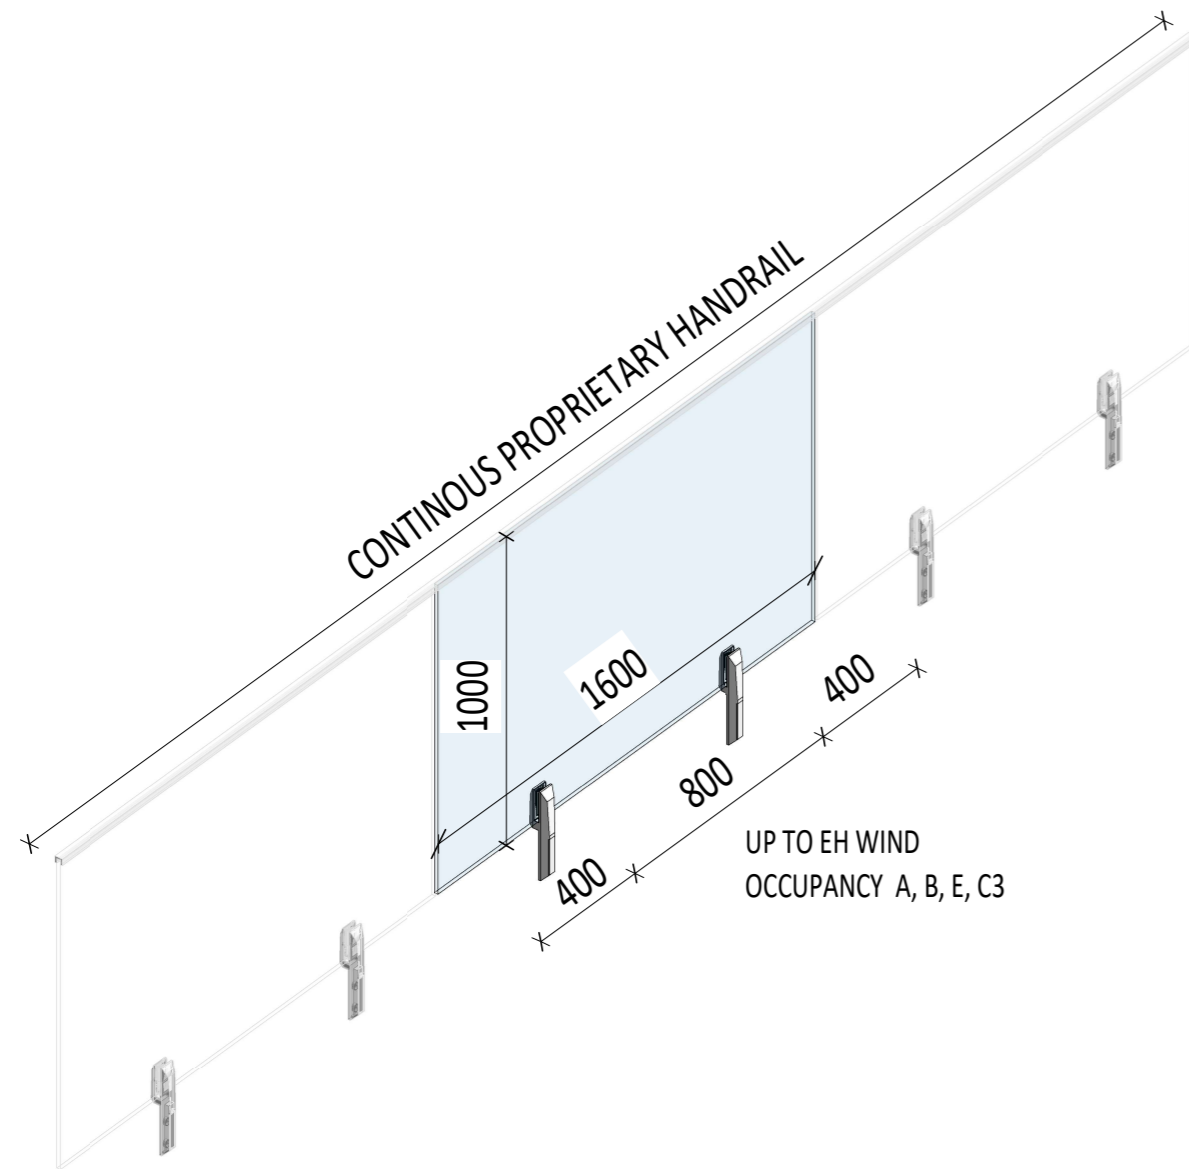 CONTINOUS PROPRIETARY HANDRAIL
1000
1600
400
800
400
UP TO EH WIND
OCCUPANCY A, B, E, C3